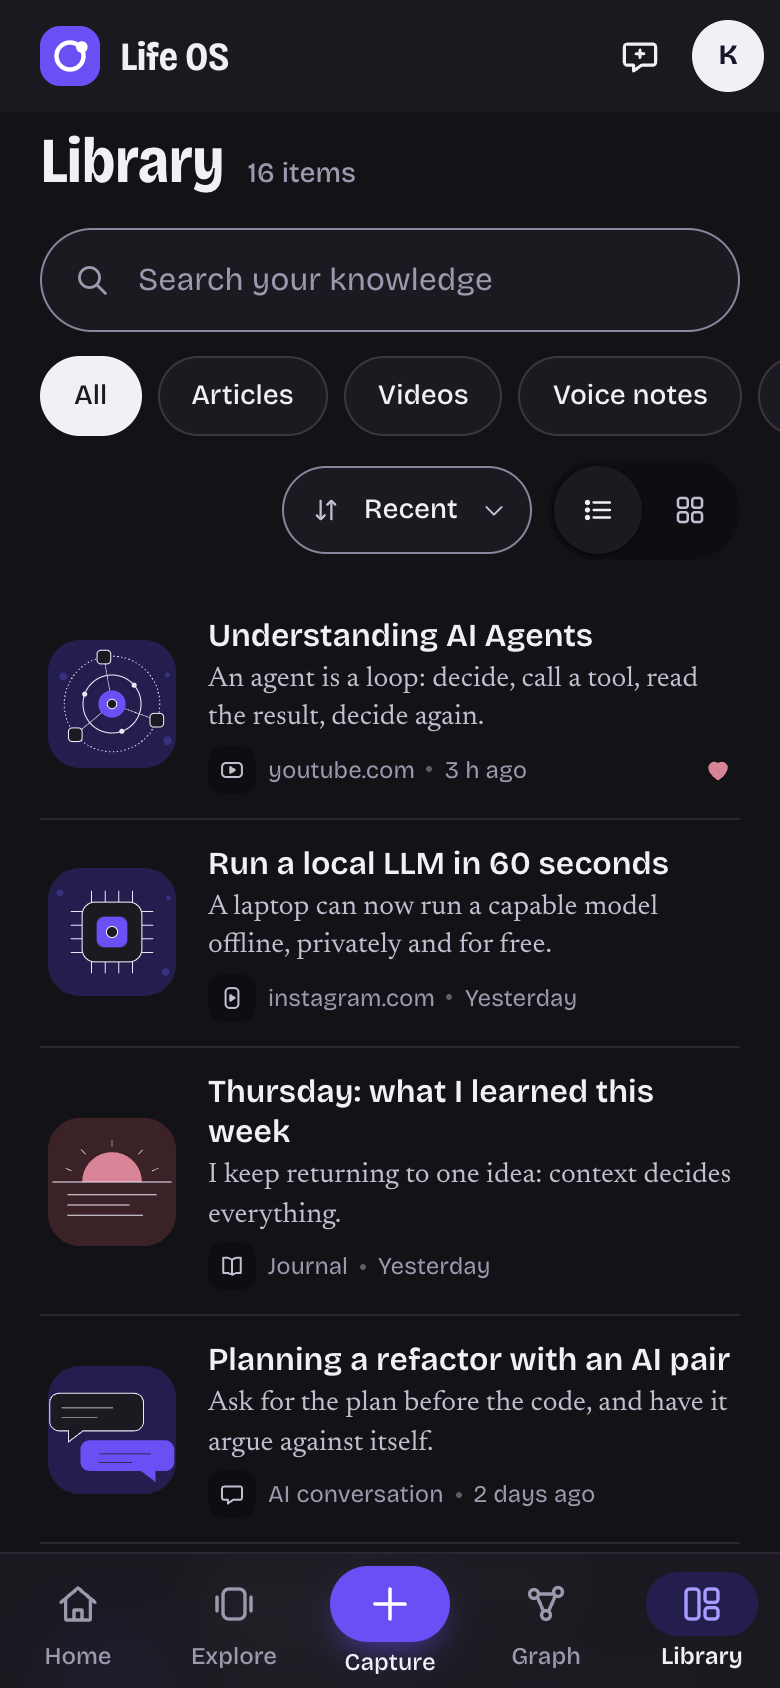 Life OS
K
Library 16 items
Search your knowledge
All Articles Videos Voice notes
Recent
Understanding AI Agents
An agent is a loop: decide, call a tool, read
the result, decide again.
youtube.com • 3 h ago
Run a local LLM in 60 seconds
A laptop can now run a capable model
offline, privately and for free.
instagram.com • Yesterday
Thursday: what I learned this
week
I keep returning to one idea: context decides
everything.
Journal • Yesterday
Planning a refactor with an AI pair
Ask for the plan before the code, and have it
argue against itself.
AI conversation • 2 days ago
Home Explore Capture Graph Library